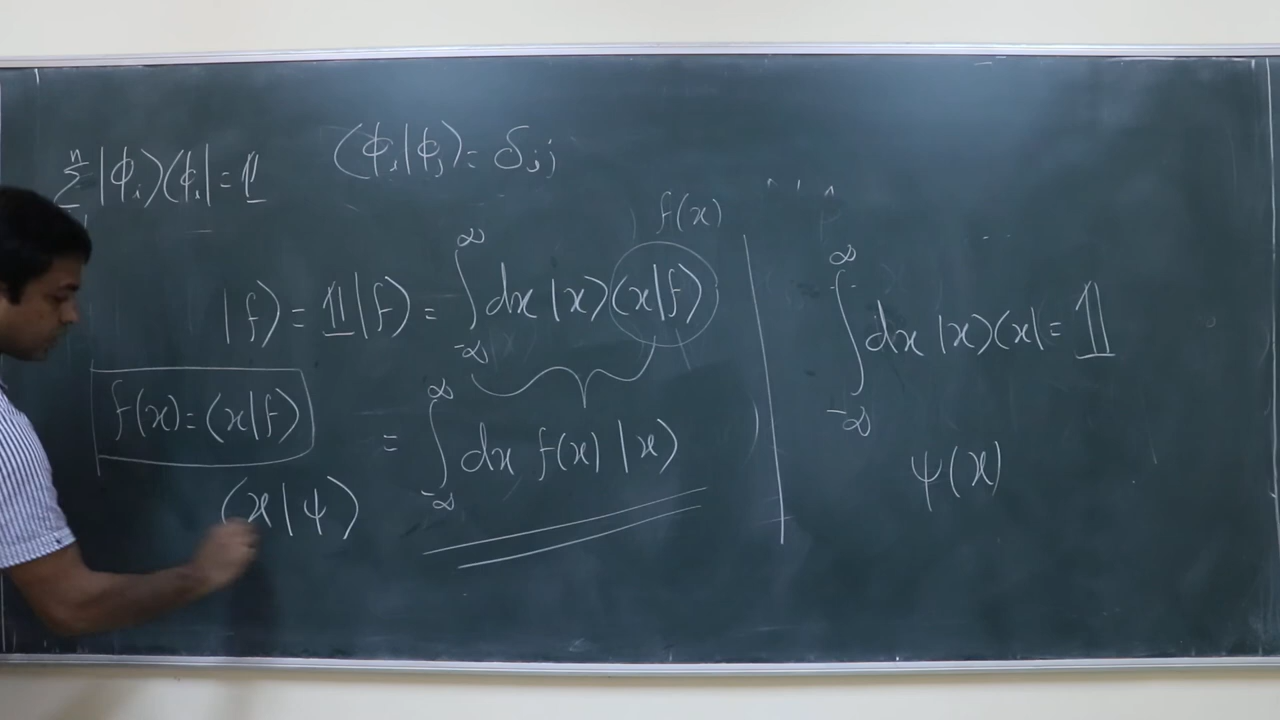 n
∑ |ϕᵢ)(ϕᵢ| = 𝟙
(ϕᵢ|ϕⱼ) = δᵢⱼ
f(x)
|f) = 𝟙|f) = ∫_{-∞}^{∞} dx |x)(x|f)
f(x) = (x|f)
= ∫_{-∞}^{∞} dx f(x) |x)
(x|ψ)
∫_{-∞}^{∞} dx |x)(x| = 𝟙
ψ(x)